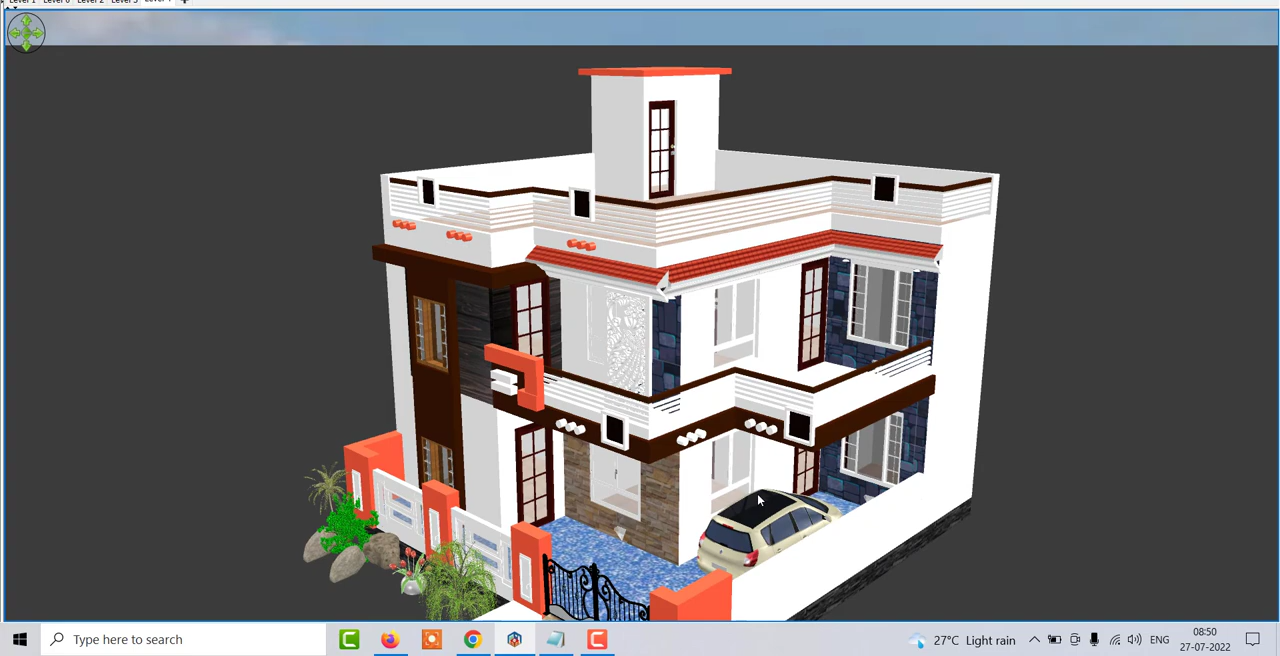 Level 1 Level 0 Level 2 Level 3
Type here to search
27°C Light rain
ENG
08:50
27-07-2022